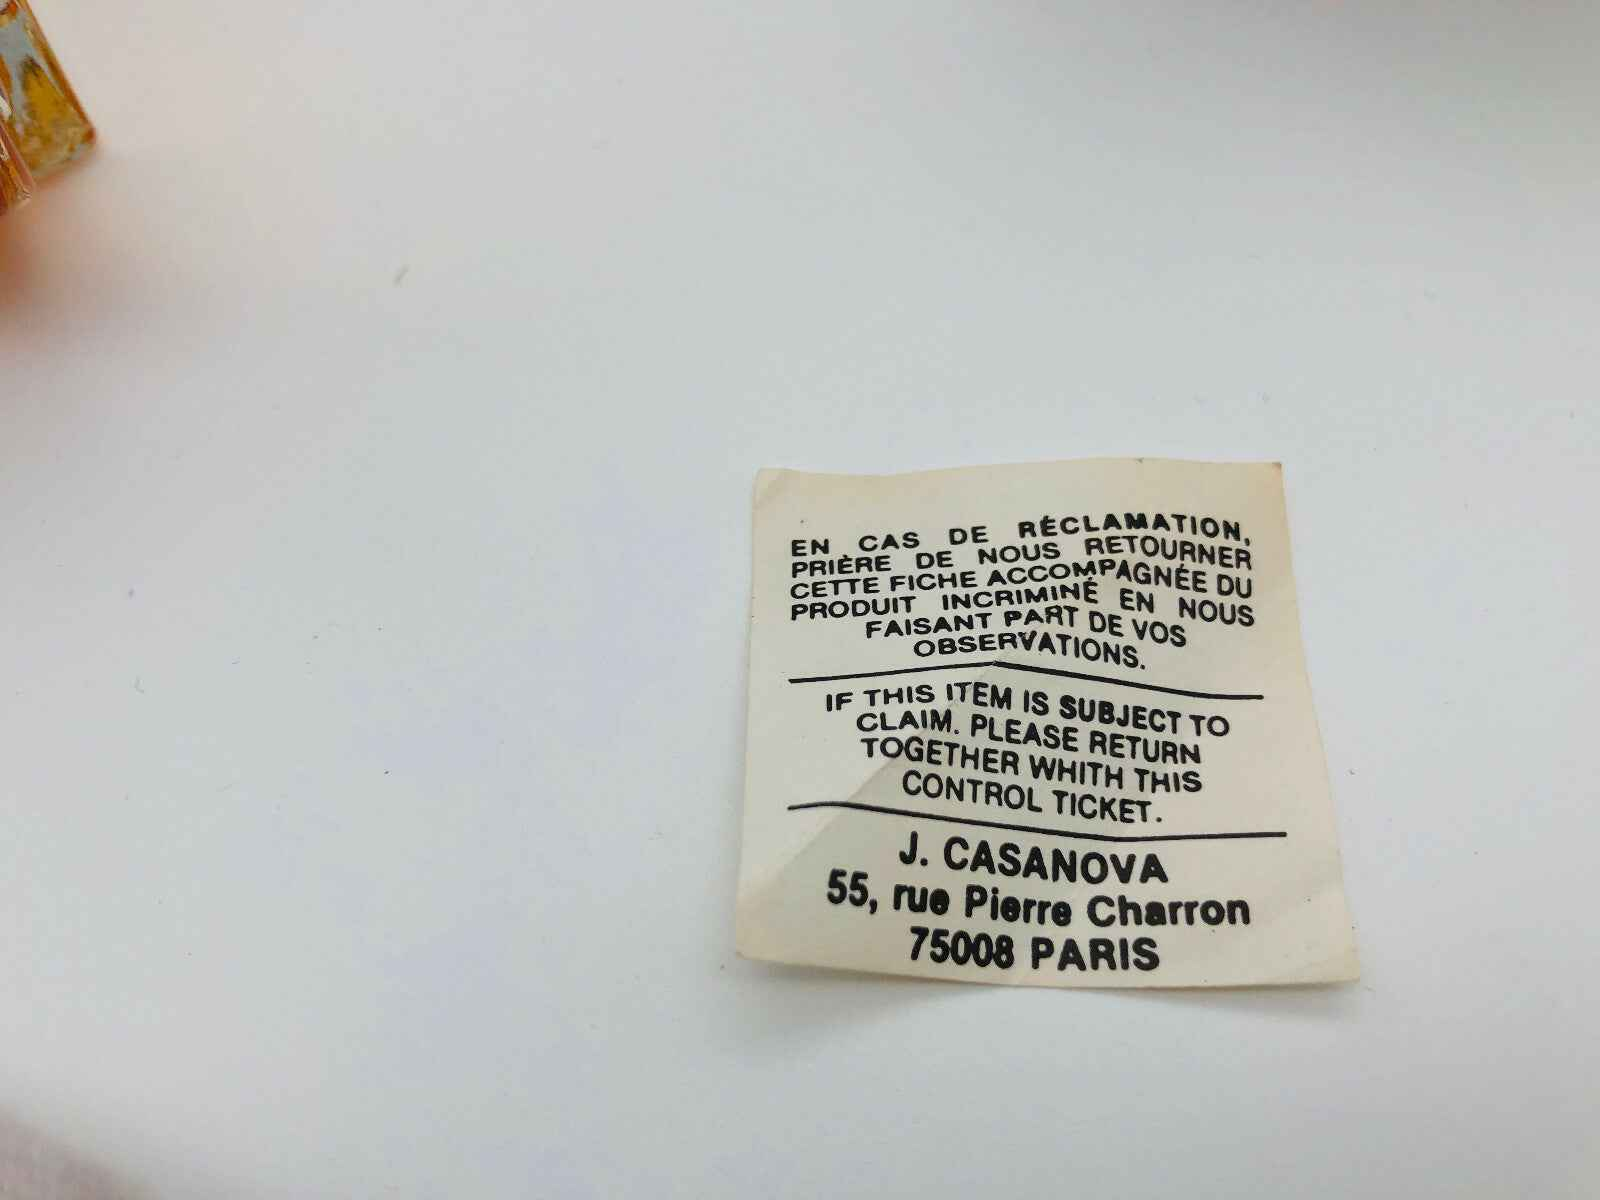 EN CAS DE RÉCLAMATION,
PRIÈRE DE NOUS RETOURNER
CETTE FICHE ACCOMPAGNÉE DU
PRODUIT INCRIMINÉ EN NOUS
FAISANT PART DE VOS
OBSERVATIONS.
IF THIS ITEM IS SUBJECT TO
CLAIM. PLEASE RETURN
TOGETHER WHITH THIS
CONTROL TICKET.
J. CASANOVA
55, rue Pierre Charron
75008 PARIS